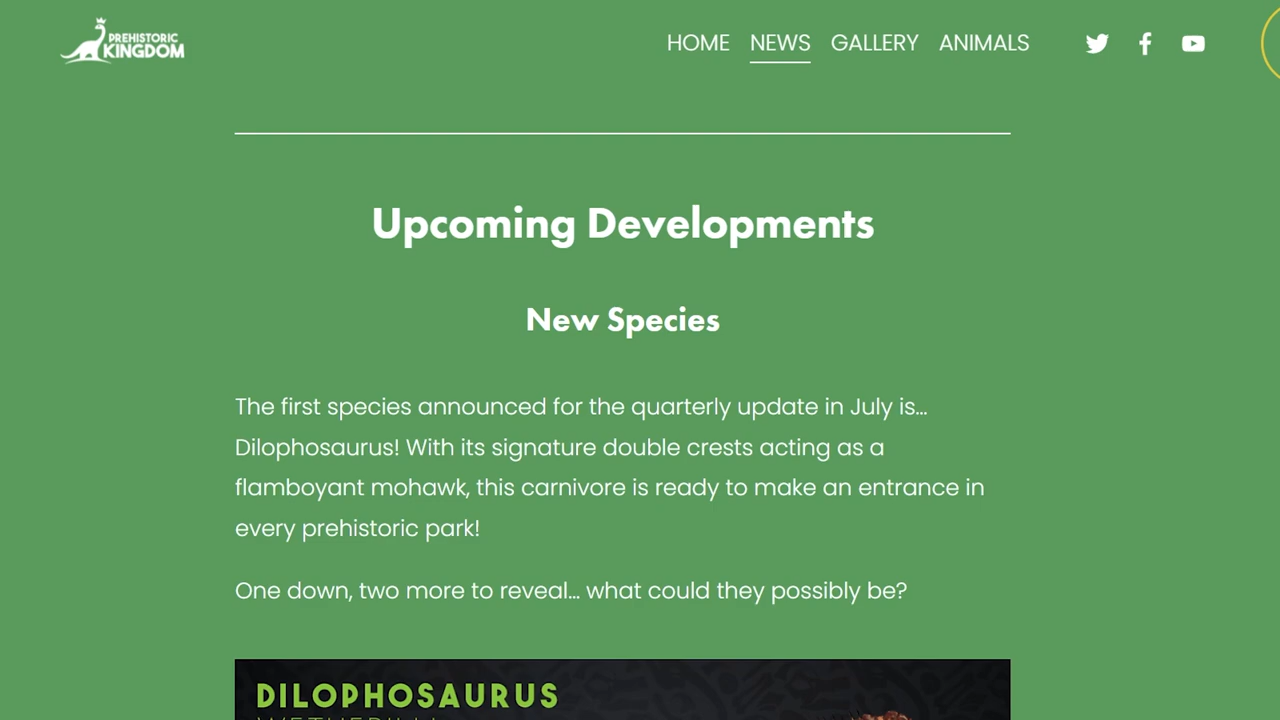 PREHISTORIC
KINGDOM
HOME NEWS GALLERY ANIMALS
Upcoming Developments
New Species
The first species announced for the quarterly update in July is...
Dilophosaurus! With its signature double crests acting as a
flamboyant mohawk, this carnivore is ready to make an entrance in
every prehistoric park!
One down, two more to reveal... what could they possibly be?
DILOPHOSAURUS